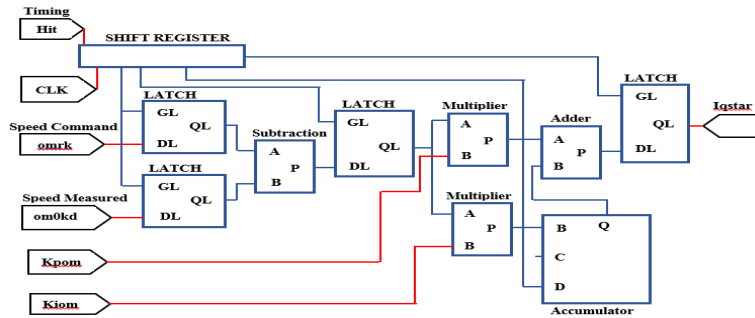 Timing
Hit
SHIFT REGISTER
CLK
LATCH
GL
QL
DL
Speed Command
omrk
LATCH
GL
QL
DL
Speed Measured
om0kd
Subtraction
A
P
B
LATCH
GL
QL
DL
Multiplier
A
P
B
Multiplier
A
P
B
Adder
A
P
B
LATCH
GL
QL
DL
Iqstar
Kpom
Kiom
Q
B
C
D
Accumulator